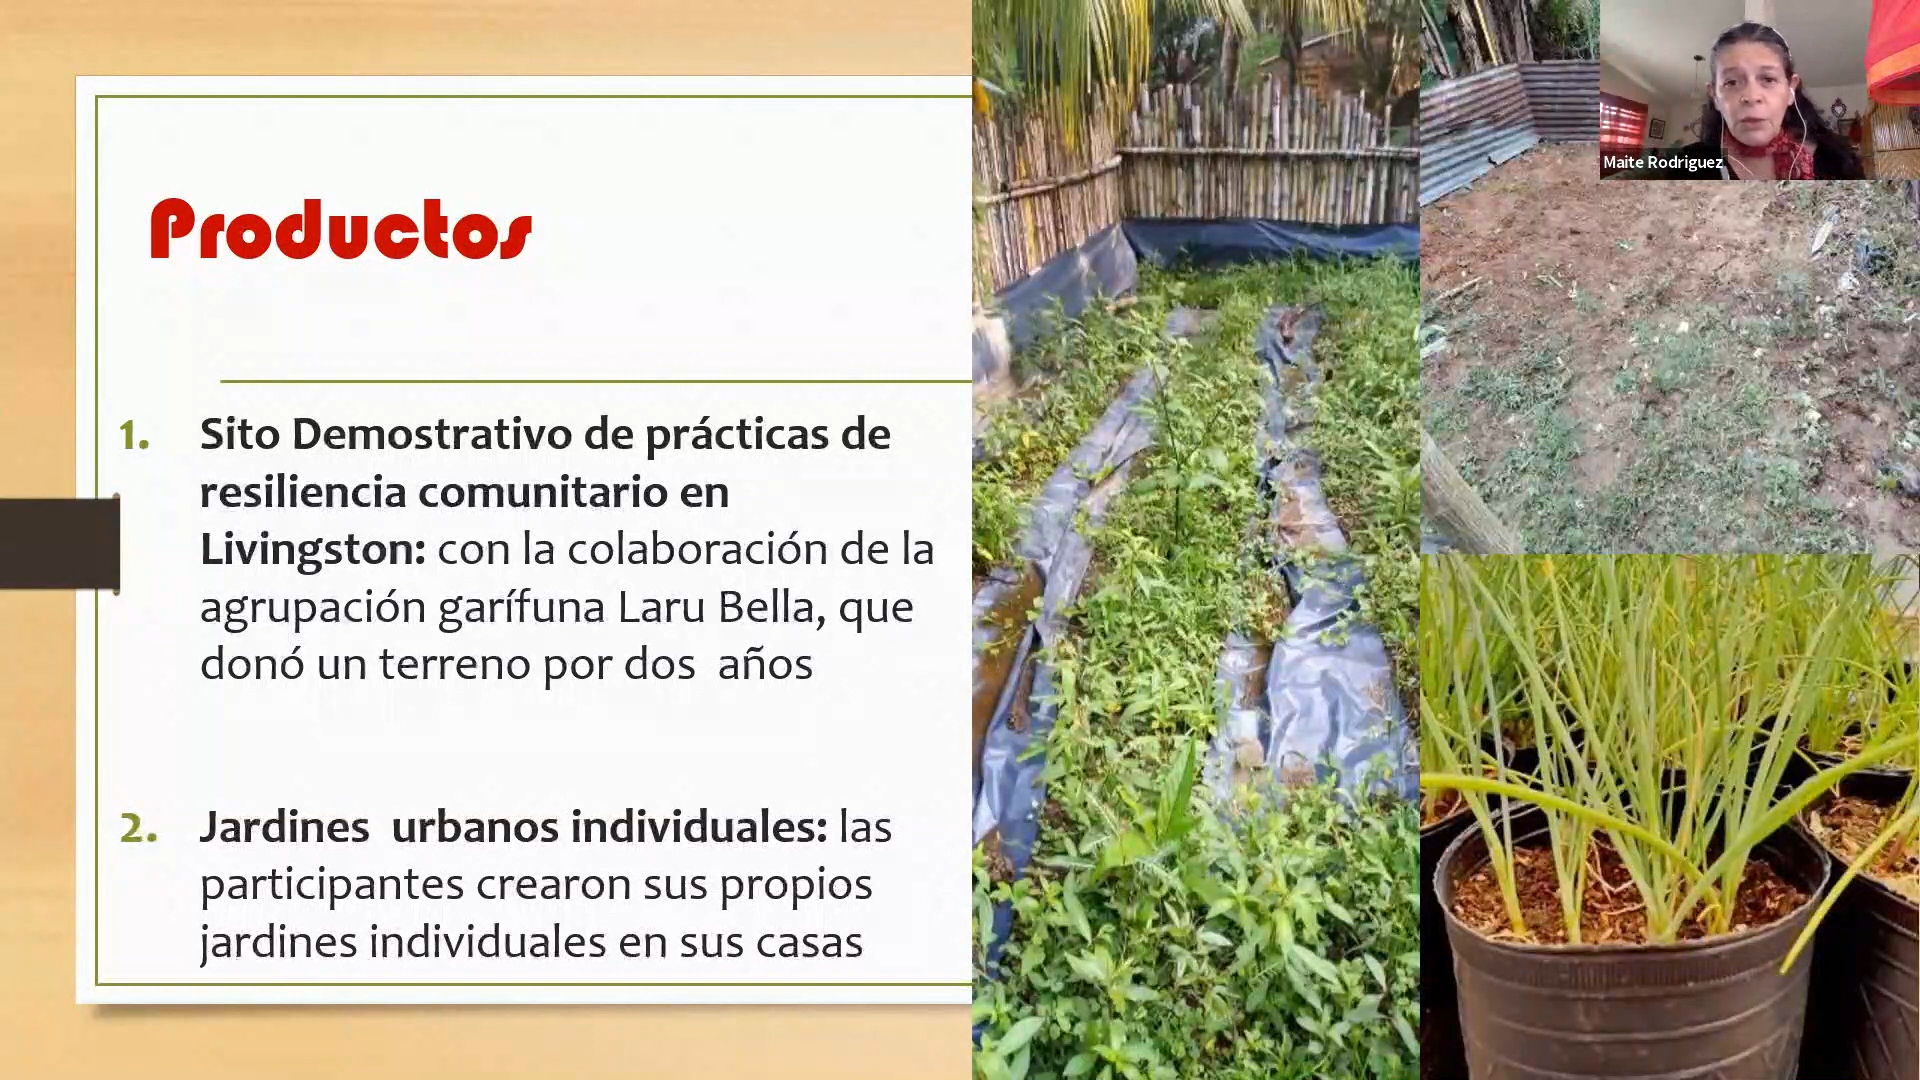 Productos
1. Sito Demostrativo de prácticas de
resiliencia comunitario en
Livingston: con la colaboración de la
agrupación garífuna Laru Bella, que
donó un terreno por dos  años
2. Jardines  urbanos individuales: las
participantes crearon sus propios
jardines individuales en sus casas
Maite Rodriguez